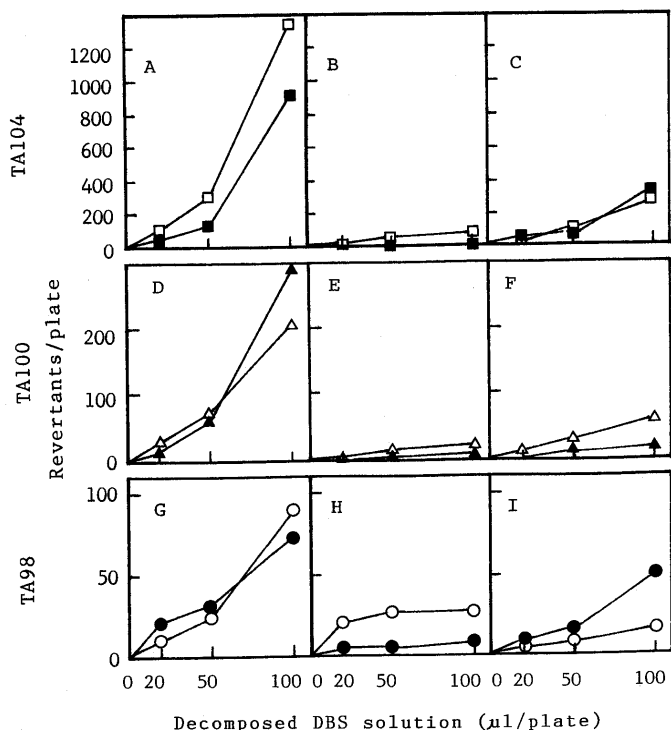 1200
1000
800
600
400
200
0
A
B
C
TA104
200
100
0
D
E
F
TA100
Revertants/plate
100
50
0
G
H
I
TA98
0 20 50 100 0 20 50 100 0 20 50 100
Decomposed DBS solution (µl/plate)